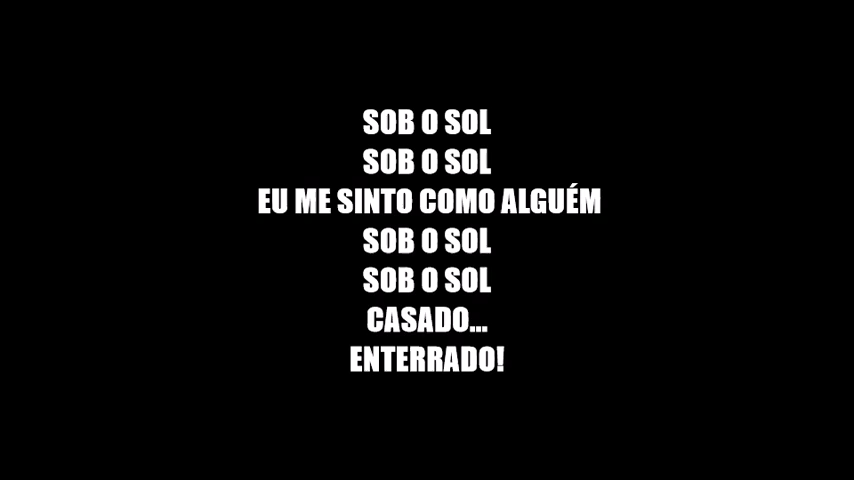 SOB O SOL
SOB O SOL
EU ME SINTO COMO ALGUÉM
SOB O SOL
SOB O SOL
CASADO...
ENTERRADO!